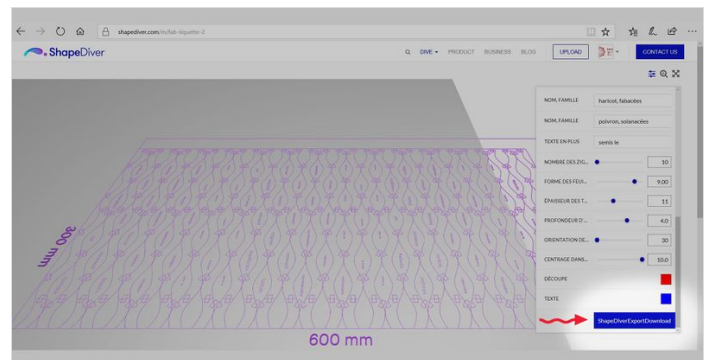 shapediver.com/m/fab-tiquette-2
ShapeDiver
DIVE PRODUCT BUSINESS BLOG UPLOAD CONTACT US
NOM, FAMILLE haricot, fabacées
NOM, FAMILLE poivron, solanacées
TEXTE EN PLUS semis le
NOMBRE DES ZIG... 10
FORME DES FEUI... 9,00
ÉPAISSEUR DES T... 11
PROFONDEUR D'... 4,0
ORIENTATION DE... 30
CENTRAGE DANS... 10,0
DÉCOUPE
TEXTE
ShapeDiverExportDownload
300 mm
600 mm